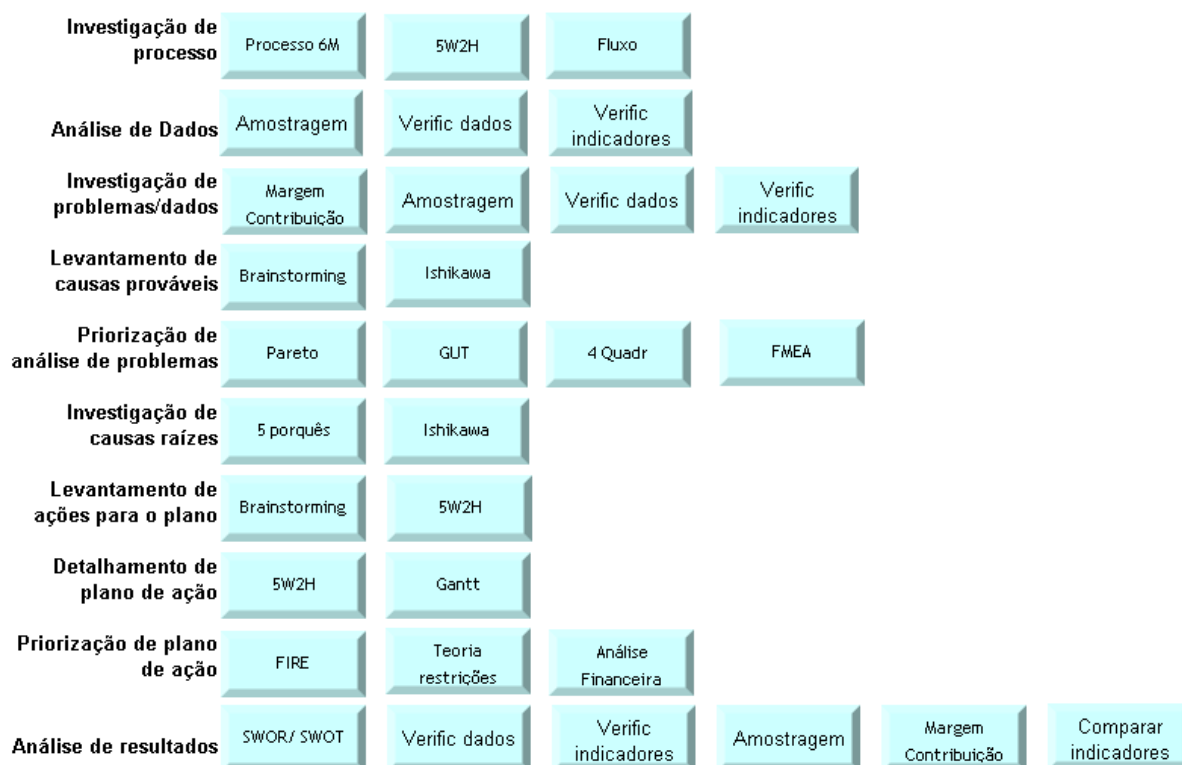 Investigação de
processo
Processo 6M
5W2H
Fluxo
Análise de Dados
Amostragem
Verific dados
Verific
indicadores
Investigação de
problemas/dados
Margem
Contribuição
Amostragem
Verific dados
Verific
indicadores
Levantamento de
causas prováveis
Brainstorming
Ishikawa
Priorização de
análise de problemas
Pareto
GUT
4 Quadr
FMEA
Investigação de
causas raízes
5 porquês
Ishikawa
Levantamento de
ações para o plano
Brainstorming
5W2H
Detalhamento de
plano de ação
5W2H
Gantt
Priorização de plano
de ação
FIRE
Teoria
restrições
Análise
Financeira
Análise de resultados
SWOR/ SWOT
Verific dados
Verific
indicadores
Amostragem
Margem
Contribuição
Comparar
indicadores